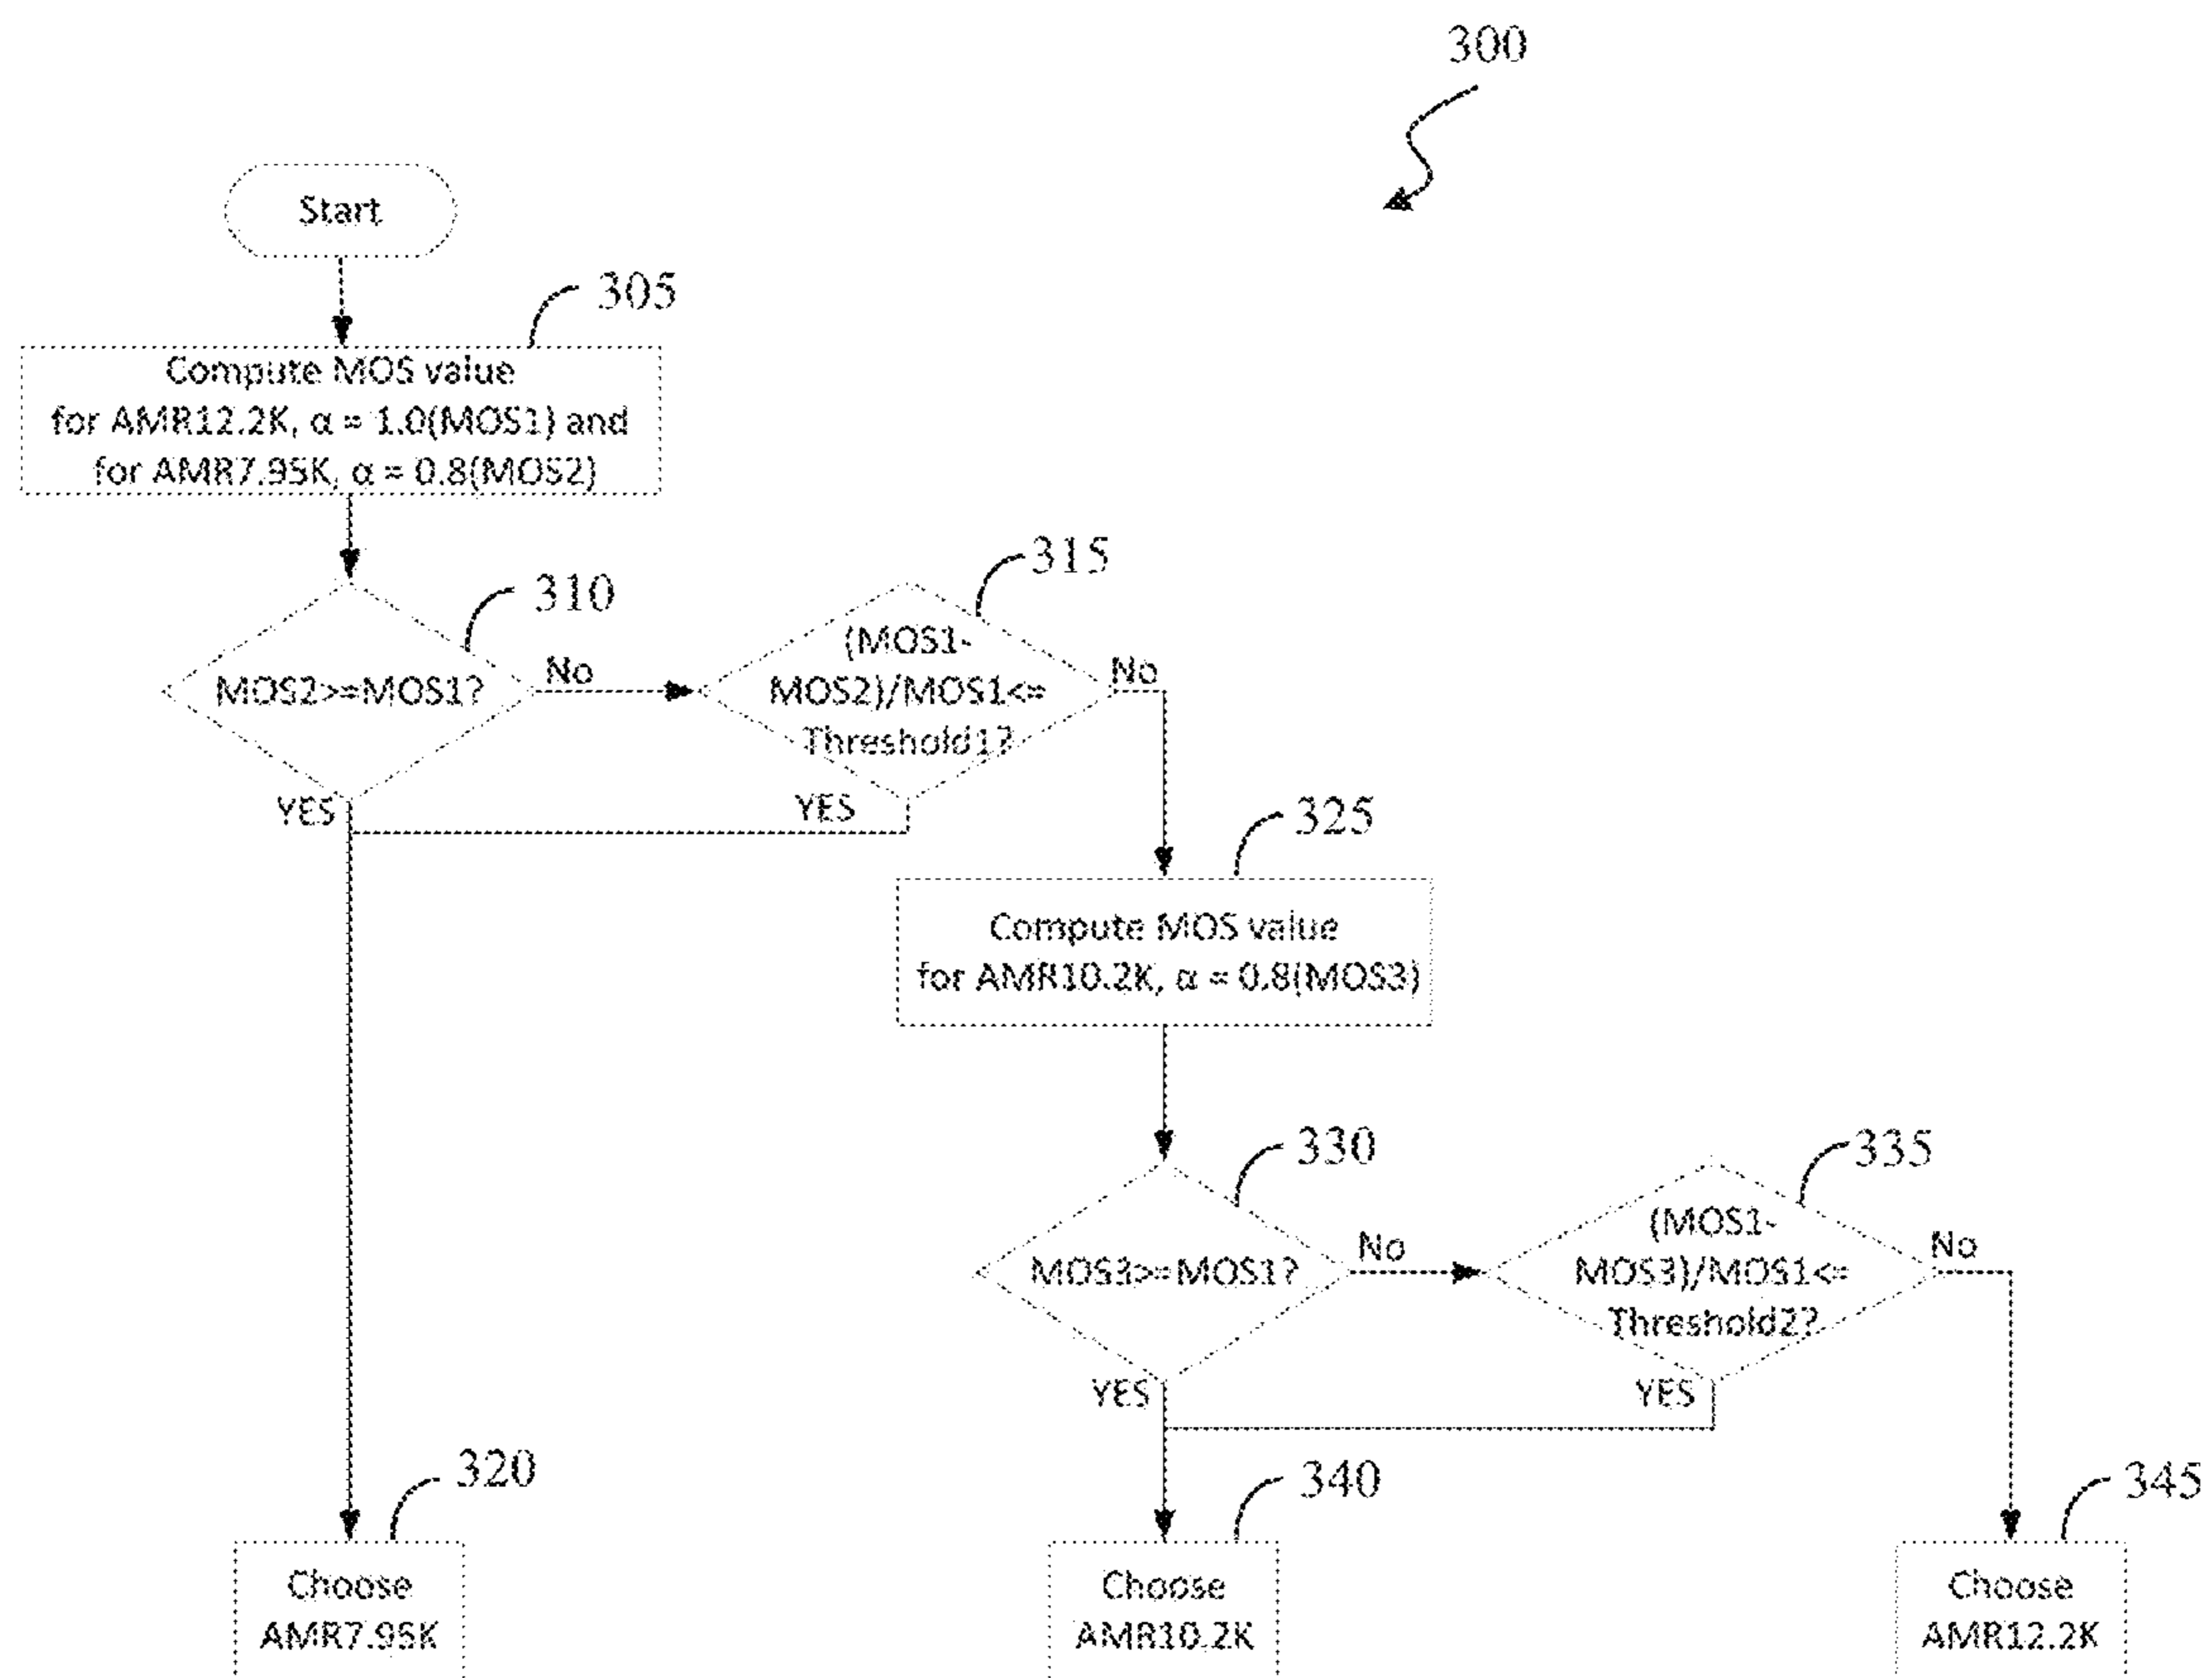 300
Start
305
Compute MOS value
for AMR12.2K, α = 1.0(MOS1) and
for AMR7.95K, α = 0.8(MOS2)
310
MOS2>=MOS1?
No
YES
315
(MOS1-
MOS2)/MOS1<=
Threshold1?
No
YES
325
Compute MOS value
for AMR10.2K, α = 0.8(MOS3)
330
MOS3>=MOS1?
No
YES
335
(MOS1-
MOS3)/MOS1<=
Threshold2?
No
YES
320
Choose
AMR7.95K
340
Choose
AMR10.2K
345
Choose
AMR12.2K